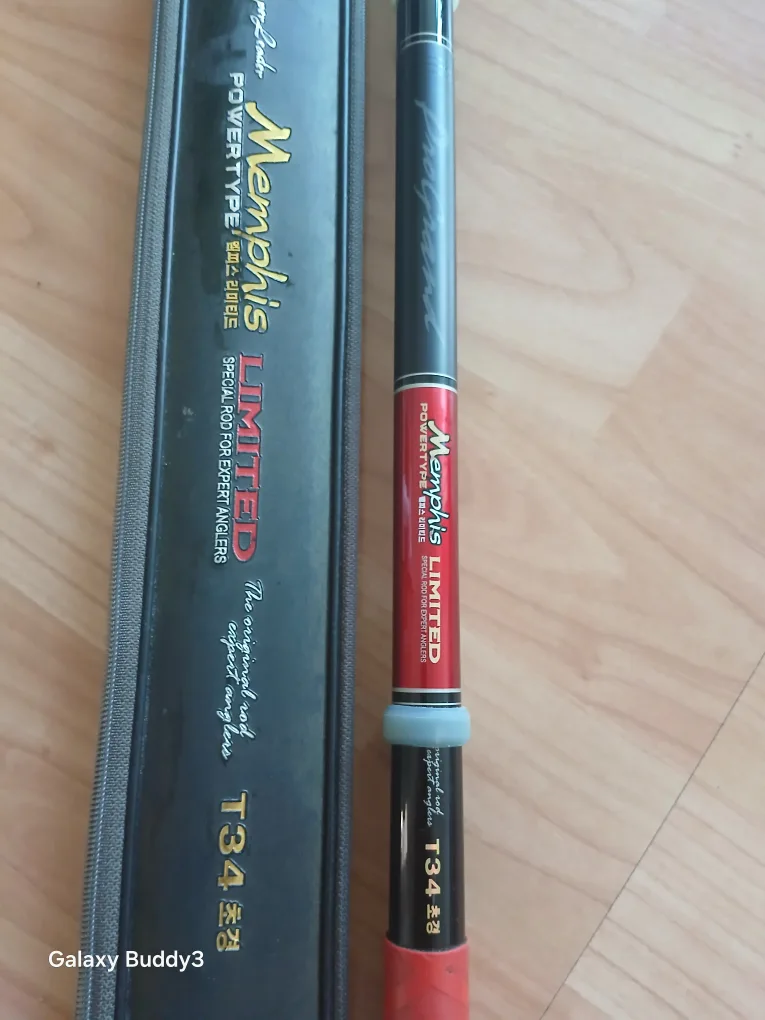 Leader
Memphis
POWERTYPE 멤피스 리미티드
LIMITED
SPECIAL ROD FOR EXPERT ANGLERS
The original rod
expert anglers
T34 초경
Memphis
POWERTYPE 멤피스 리미티드
LIMITED
SPECIAL ROD FOR EXPERT ANGLERS
original rod
expert anglers
T34 초경
Galaxy Buddy3